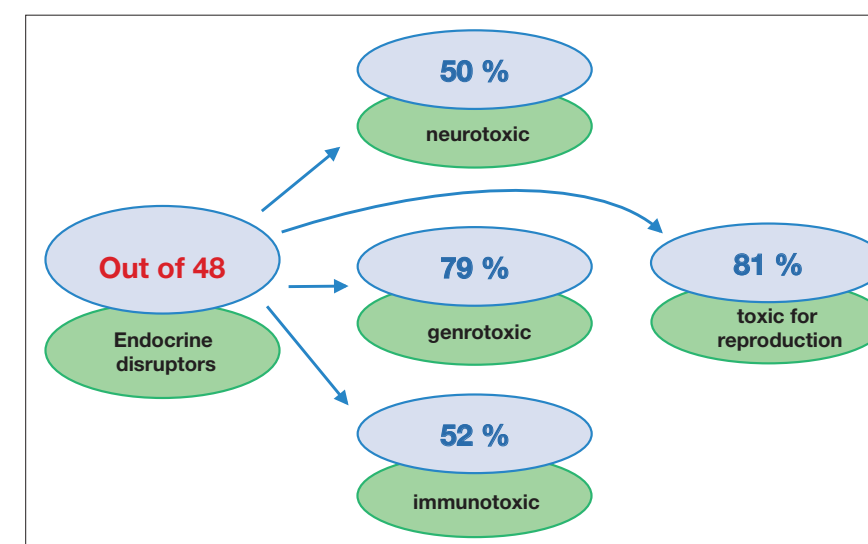 50 %
neurotoxic
Out of 48
Endocrine
disruptors
79 %
genrotoxic
81 %
toxic for
reproduction
52 %
immunotoxic